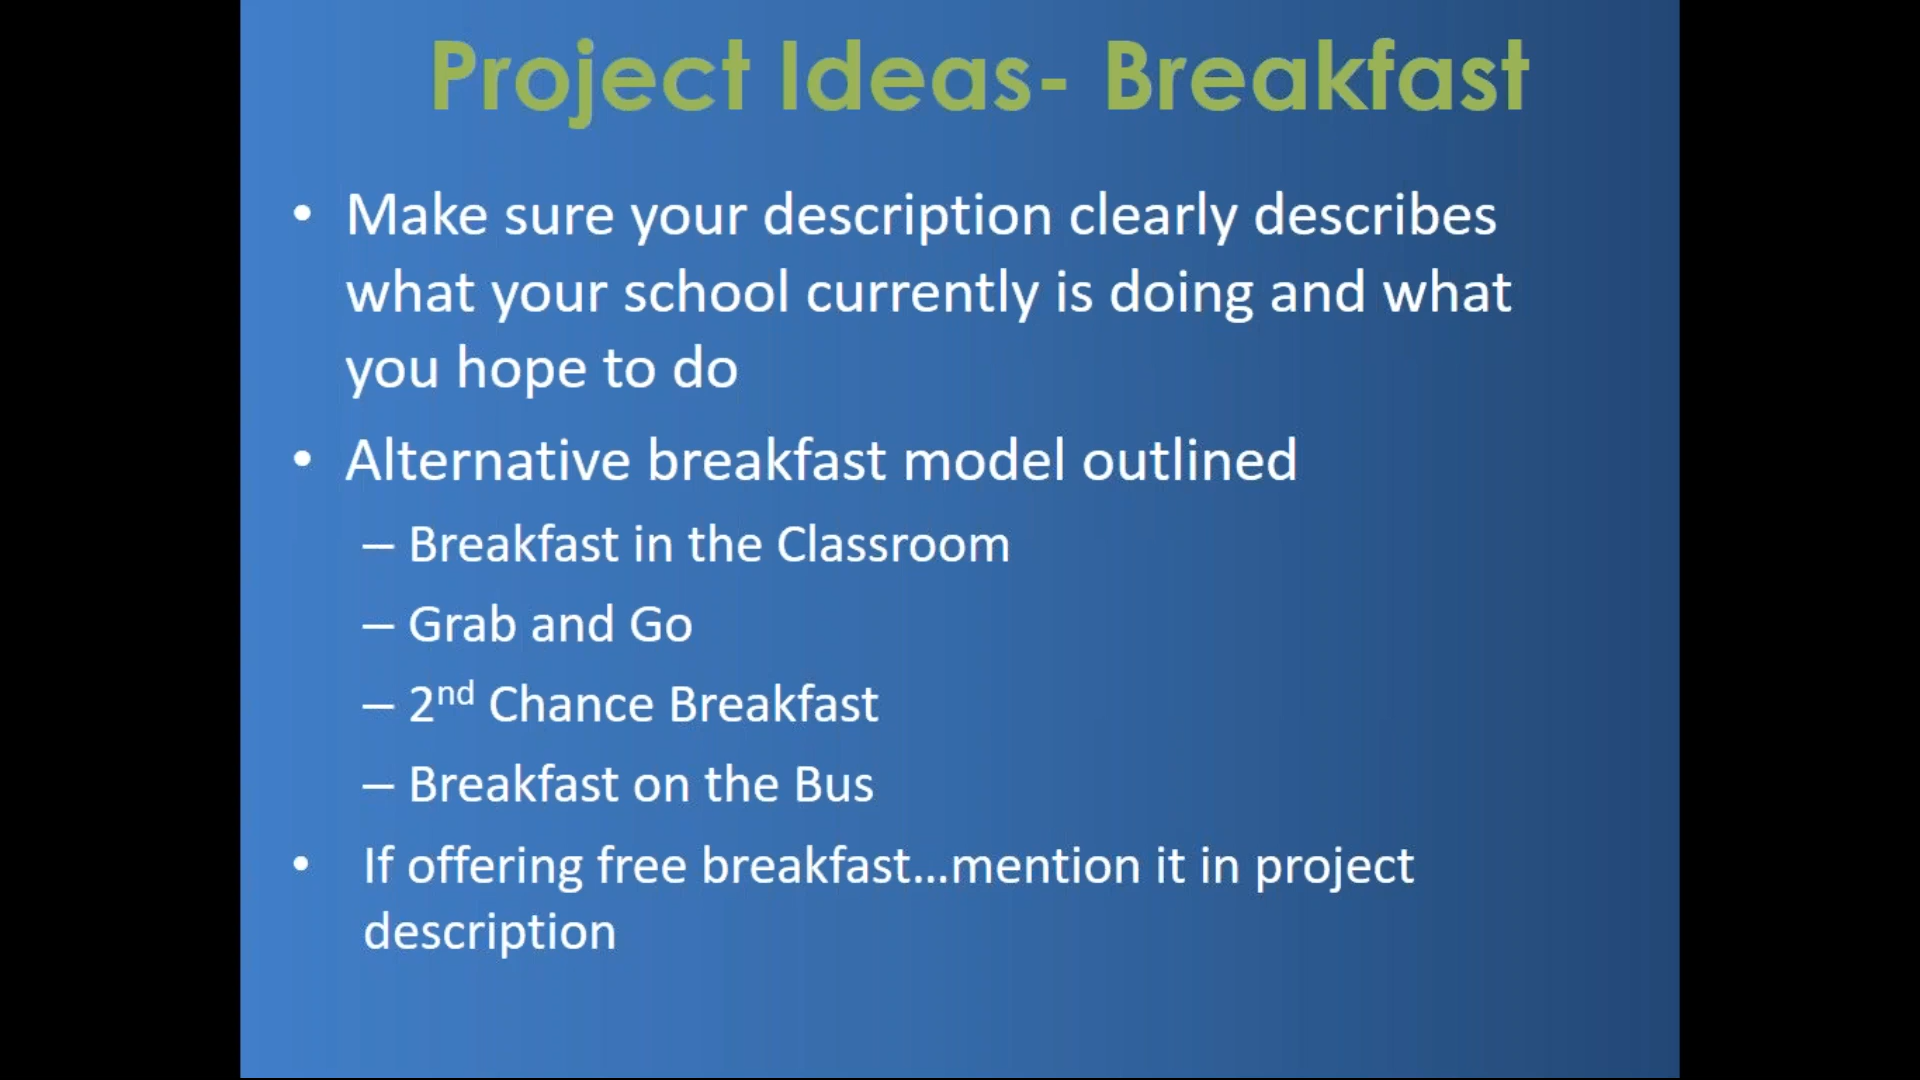 Project Ideas- Breakfast
• Make sure your description clearly describes
what your school currently is doing and what
you hope to do
• Alternative breakfast model outlined
– Breakfast in the Classroom
– Grab and Go
– 2nd Chance Breakfast
– Breakfast on the Bus
• If offering free breakfast...mention it in project
description